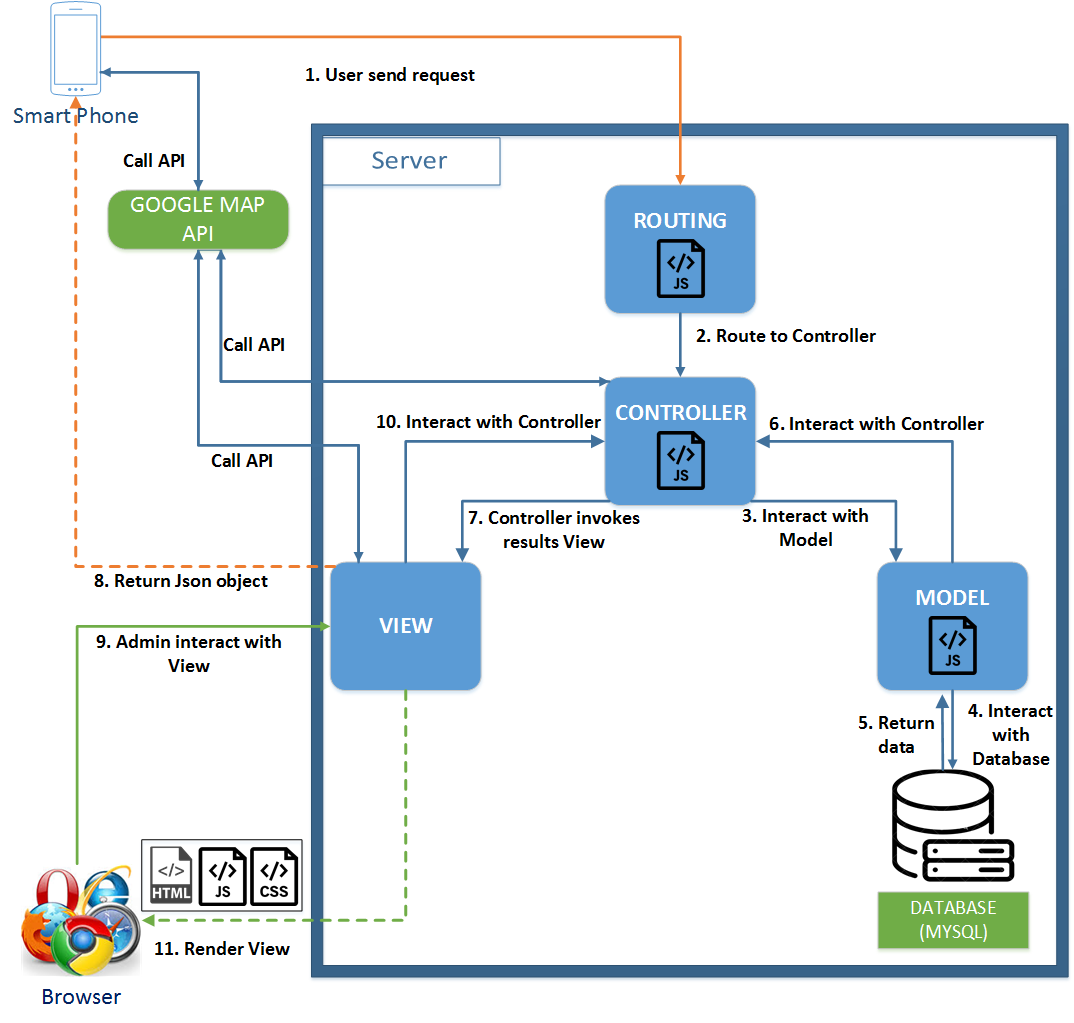 1. User send request
Smart Phone
Call API
Server
GOOGLE MAP
API
ROUTING
</>
JS
2. Route to Controller
Call API
CONTROLLER
</>
JS
10. Interact with Controller
6. Interact with Controller
Call API
7. Controller invokes
results View
3. Interact with
Model
8. Return Json object
VIEW
MODEL
</>
JS
9. Admin interact with
View
5. Return
data
4. Interact
with
Database
</>
HTML
</>
JS
</>
CSS
DATABASE
(MYSQL)
11. Render View
Browser